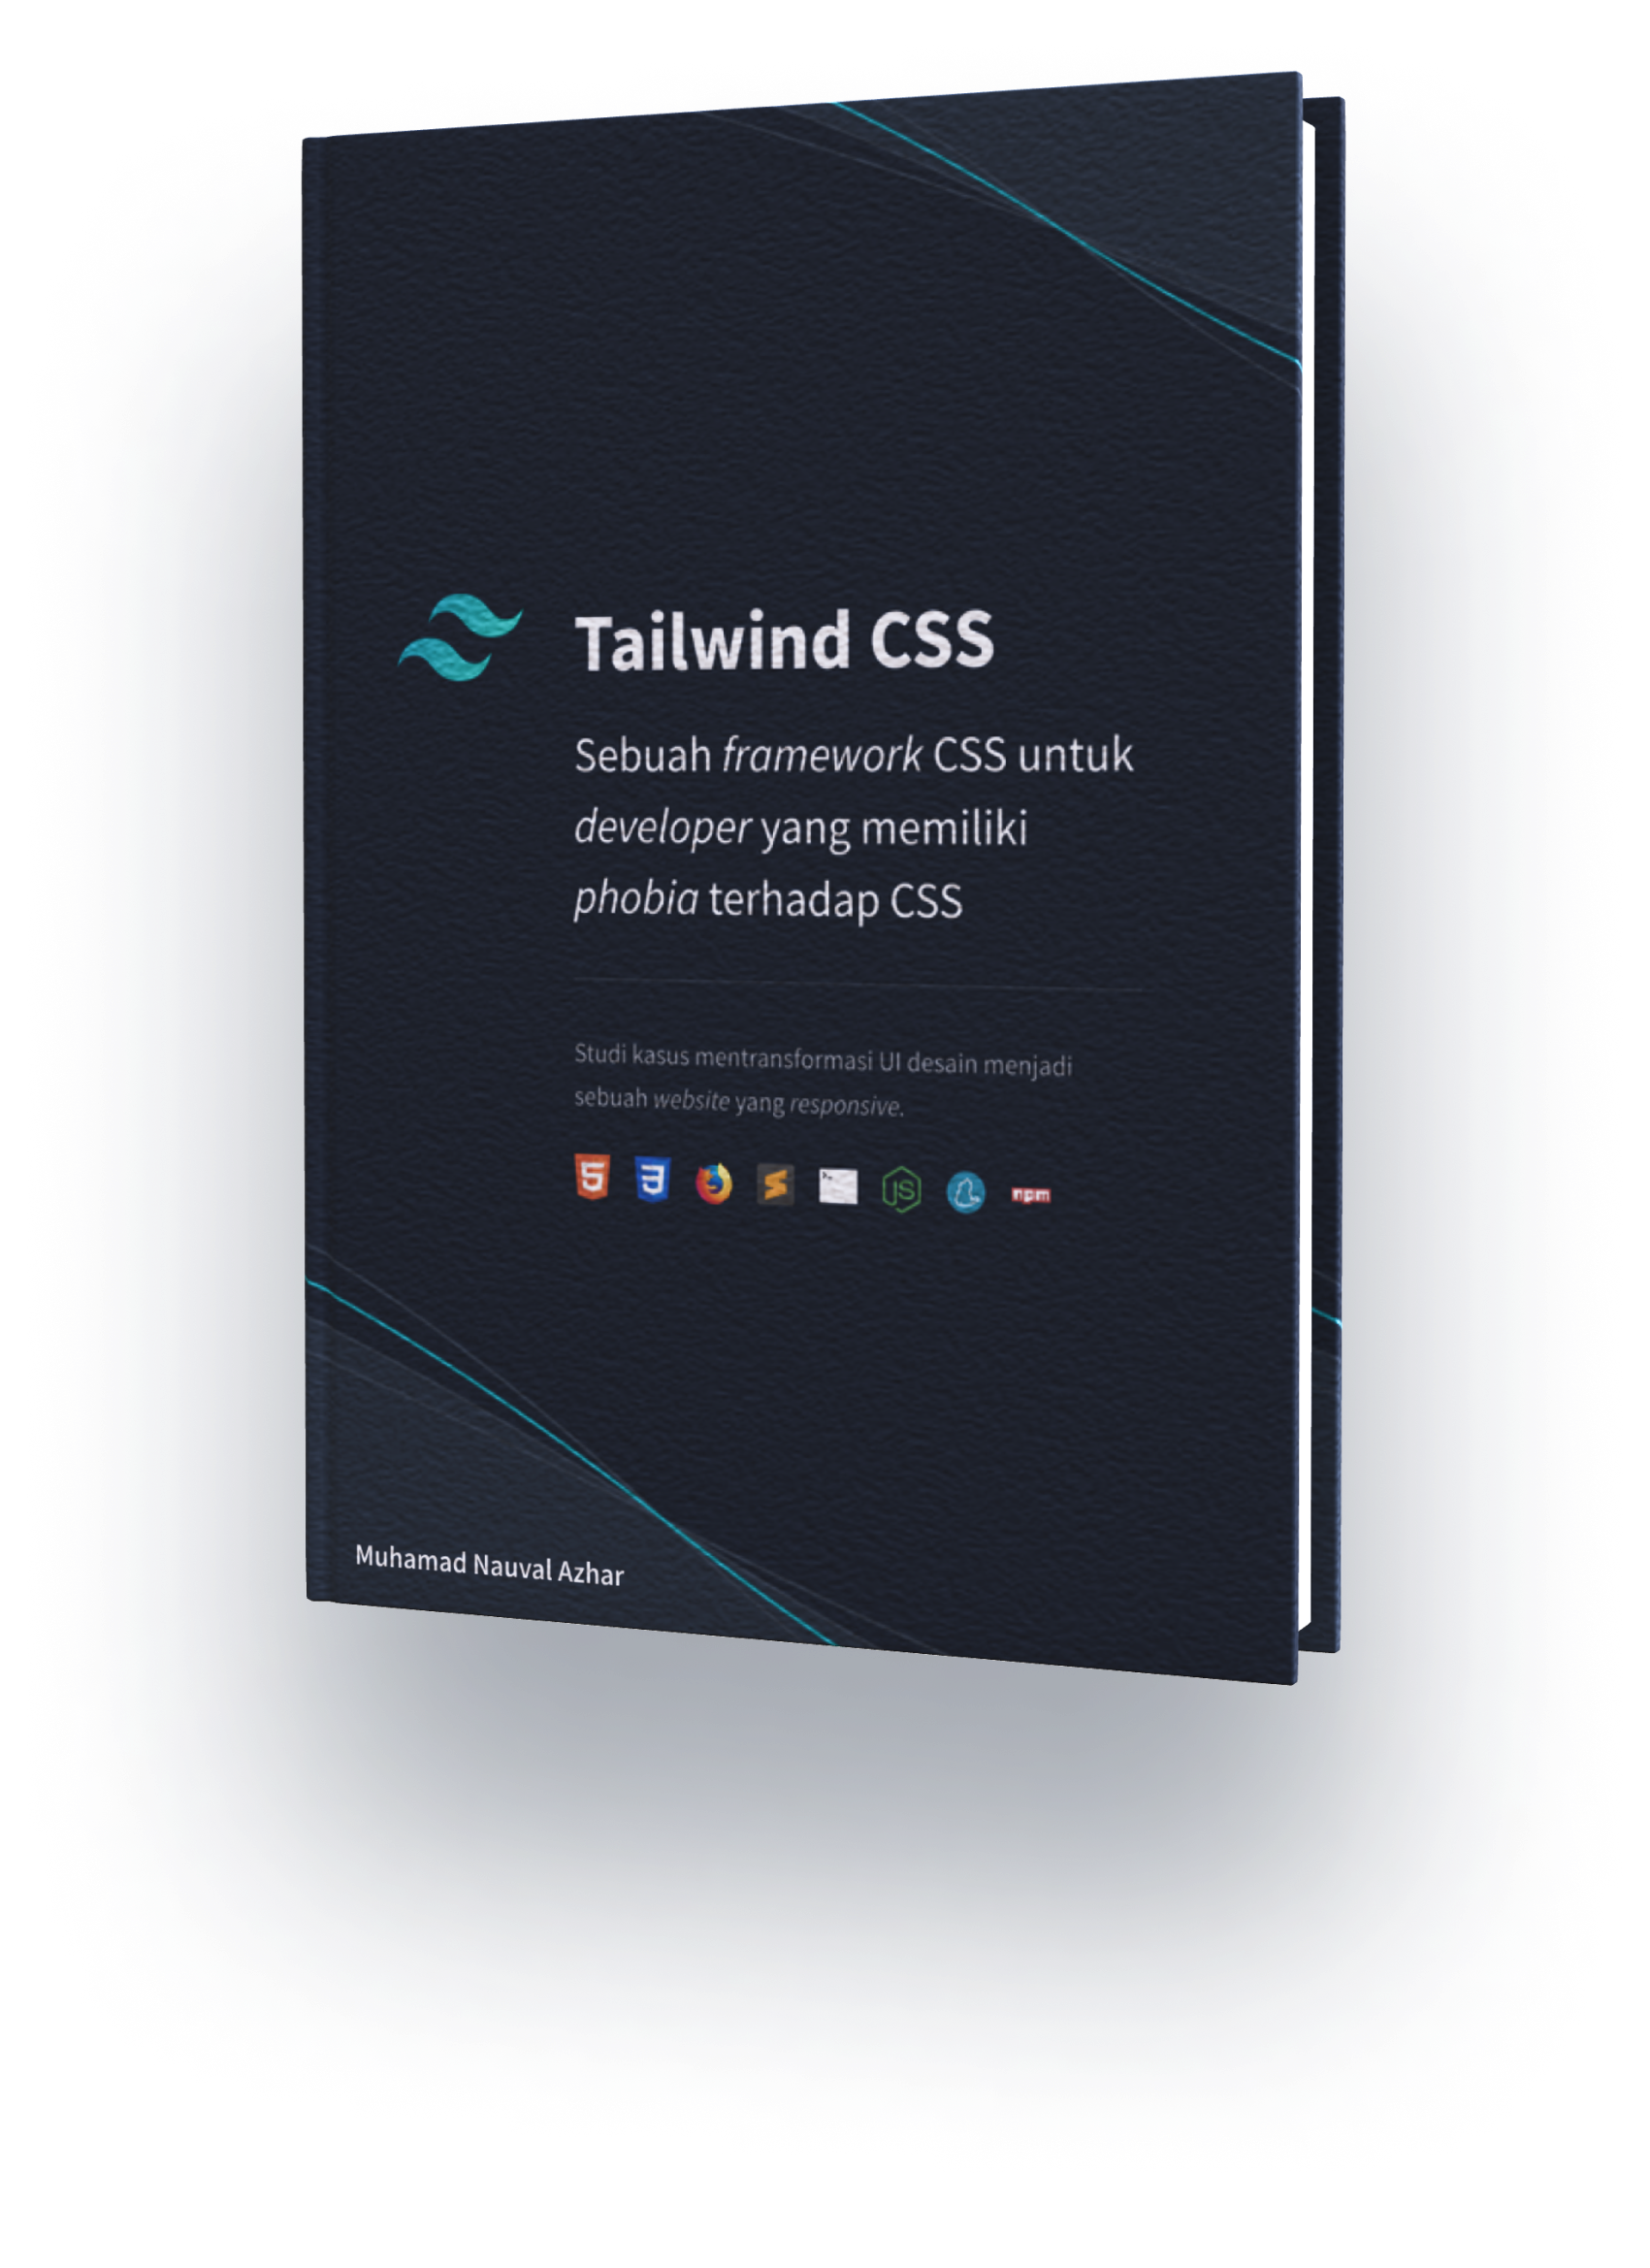 Tailwind CSS
Sebuah framework CSS untuk
developer yang memiliki
phobia terhadap CSS
Studi kasus mentransformasi UI desain menjadi
sebuah website yang responsive.
5 3 >_ JS npm
Muhamad Nauval Azhar